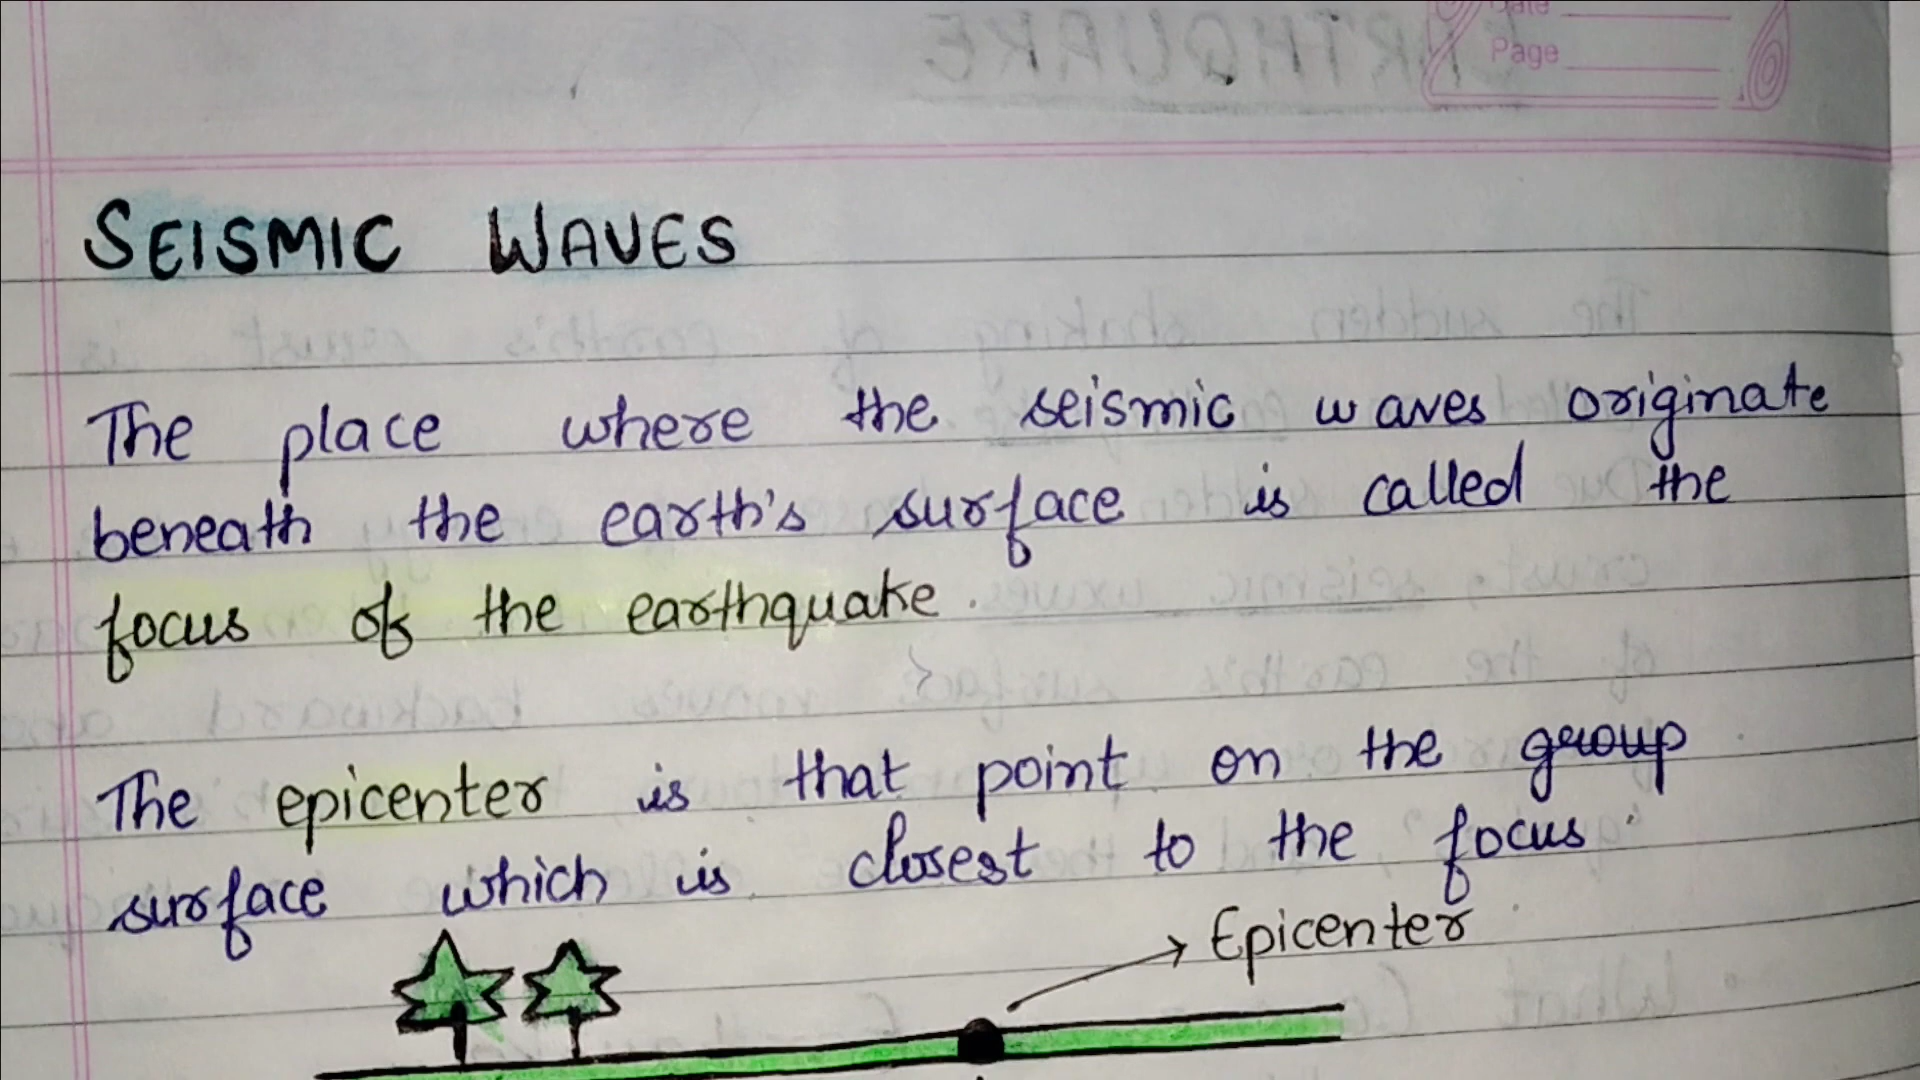 Date
Page
SEISMIC WAVES
The place where the seismic waves originate
beneath the earth's surface is called the
focus of the earthquake.
The epicenter is that point on the group
surface which is closest to the focus
Epicenter